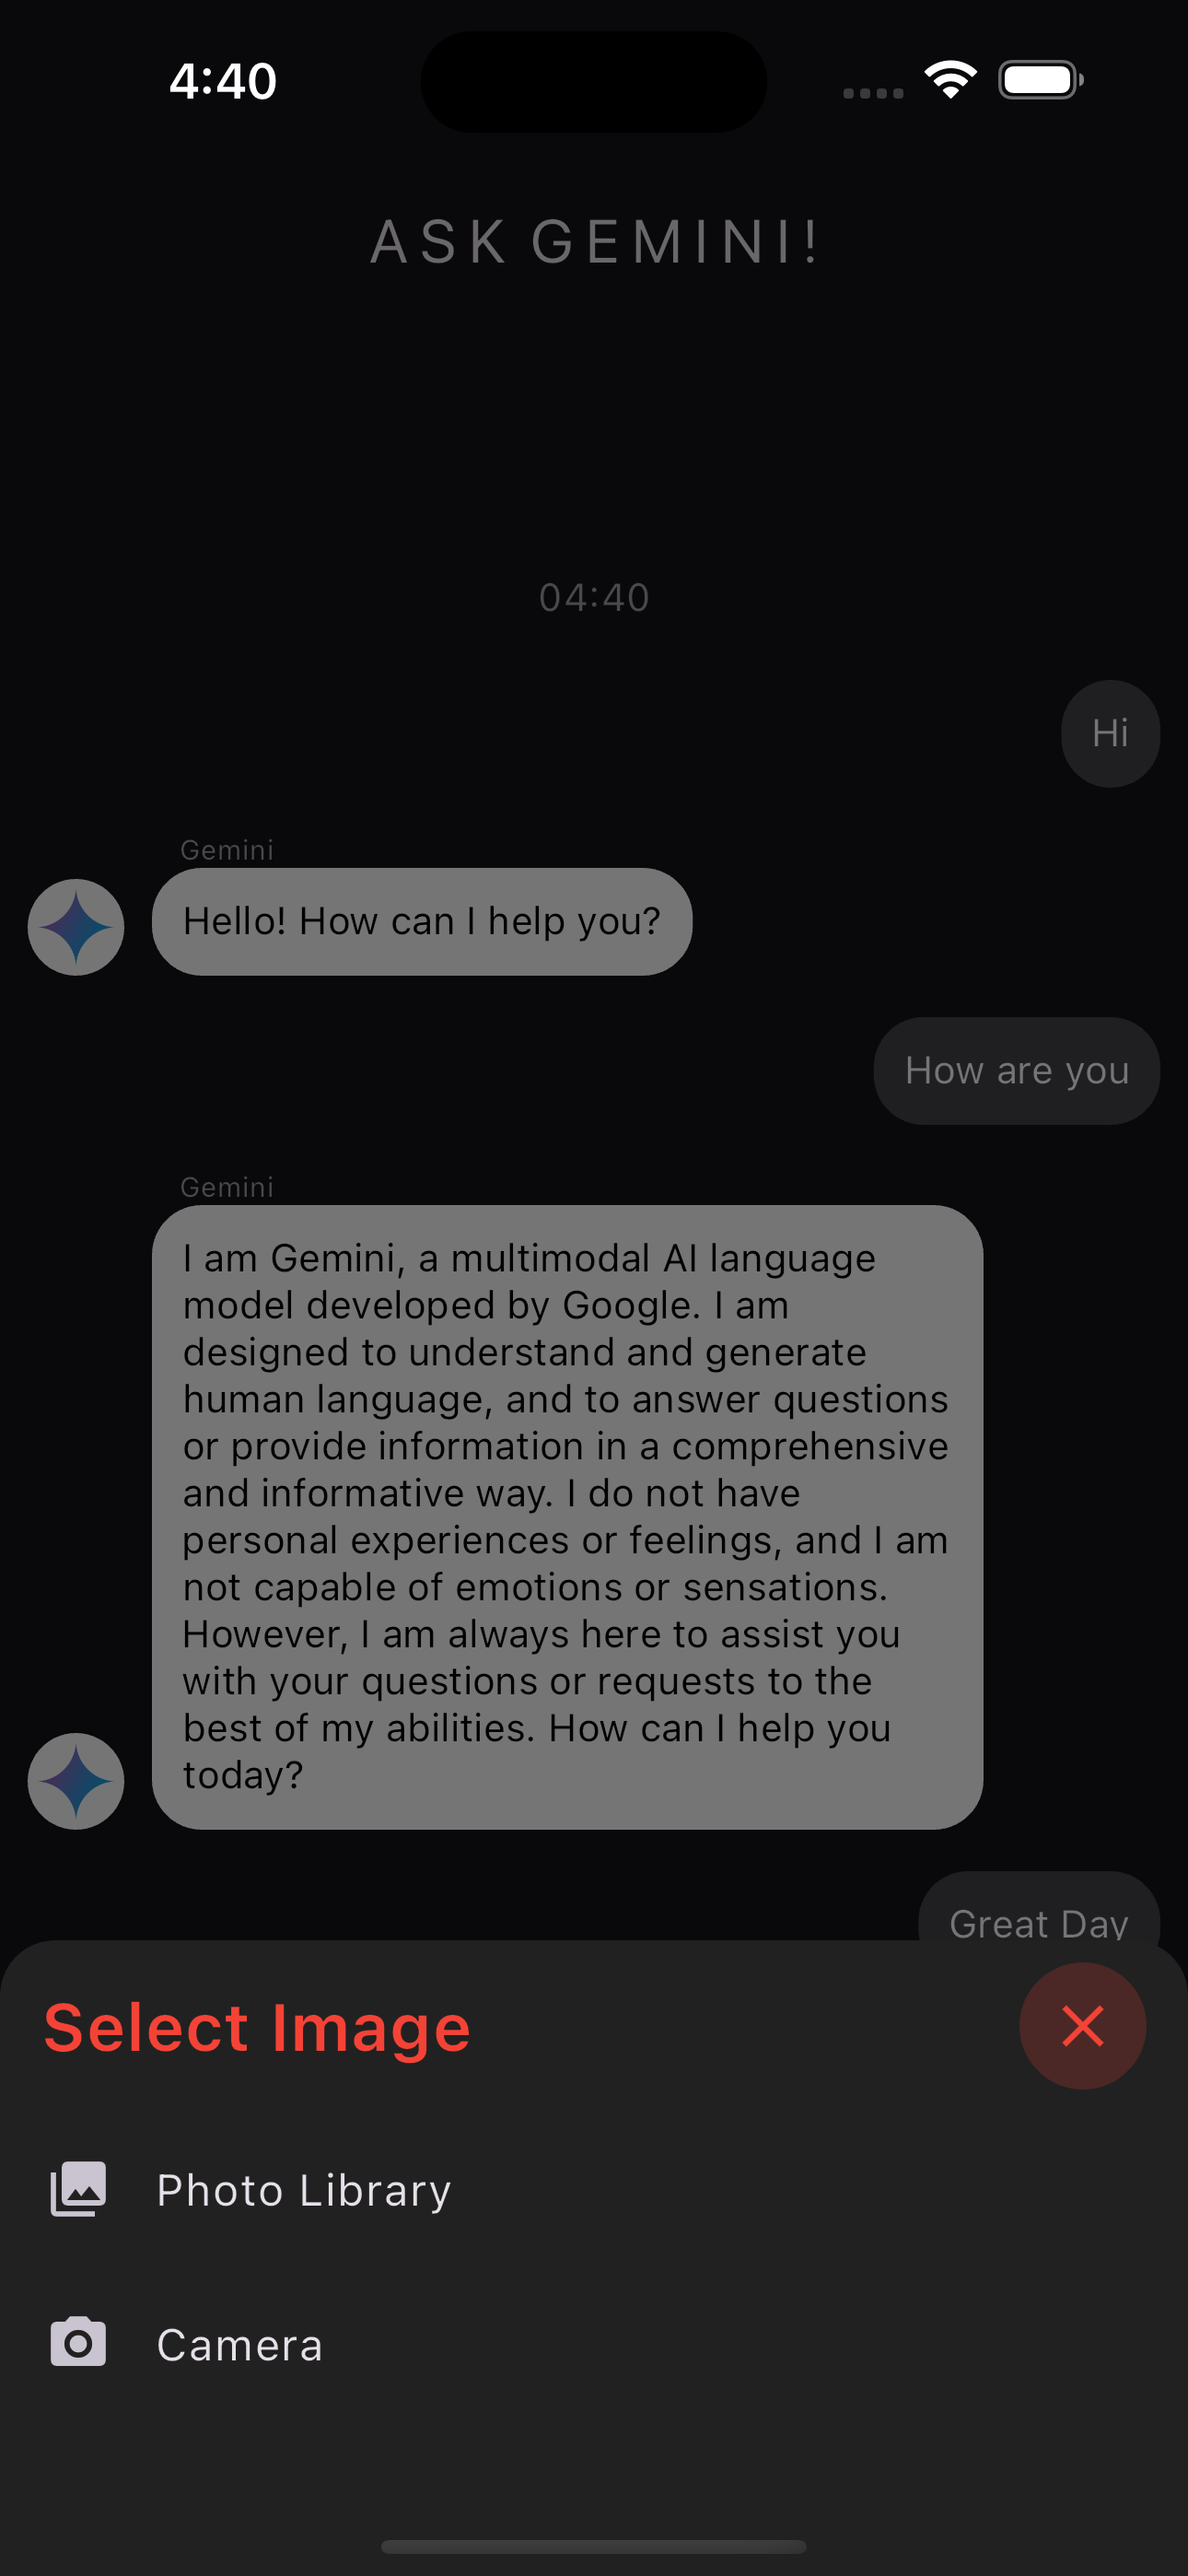 4:40
ASK GEMINI!
04:40
Hi
Gemini
Hello! How can I help you?
How are you
Gemini
I am Gemini, a multimodal AI language
model developed by Google. I am
designed to understand and generate
human language, and to answer questions
or provide information in a comprehensive
and informative way. I do not have
personal experiences or feelings, and I am
not capable of emotions or sensations.
However, I am always here to assist you
with your questions or requests to the
best of my abilities. How can I help you
today?
Great Day
Select Image
Photo Library
Camera